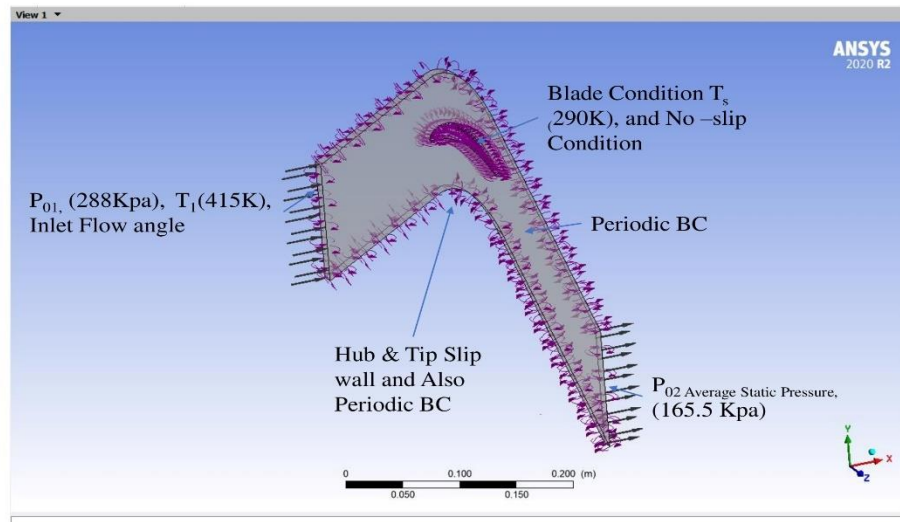 View 1
ANSYS
2020 R2
Blade Condition Ts
(290K), and No –slip
Condition
P01, (288Kpa), T1(415K),
Inlet Flow angle
Periodic BC
Hub & Tip Slip
wall and Also
Periodic BC
P02 Average Static Pressure,
(165.5 Kpa)
0 0.100 0.200 (m)
0.050 0.150
Y
X
Z